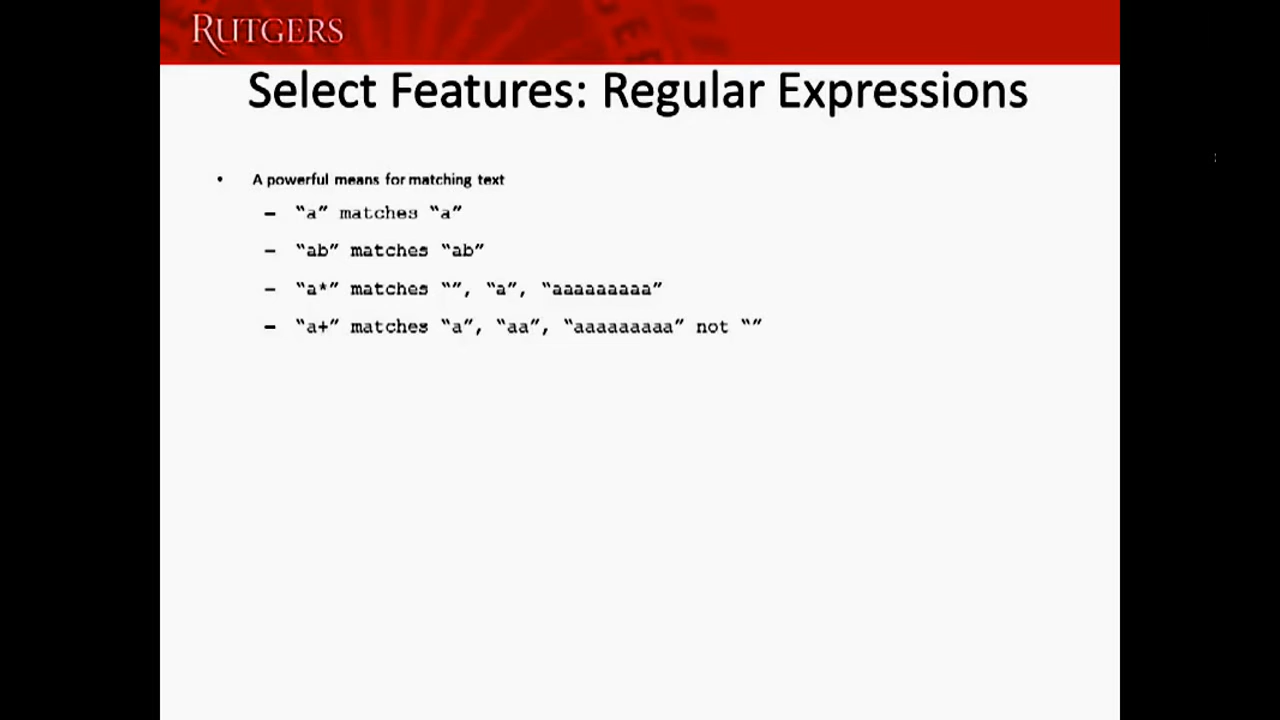 RUTGERS
Select Features: Regular Expressions
• A powerful means for matching text
– “a” matches “a”
– “ab” matches “ab”
– “a*” matches “”, “a”, “aaaaaaaaa”
– “a+” matches “a”, “aa”, “aaaaaaaaa” not “”